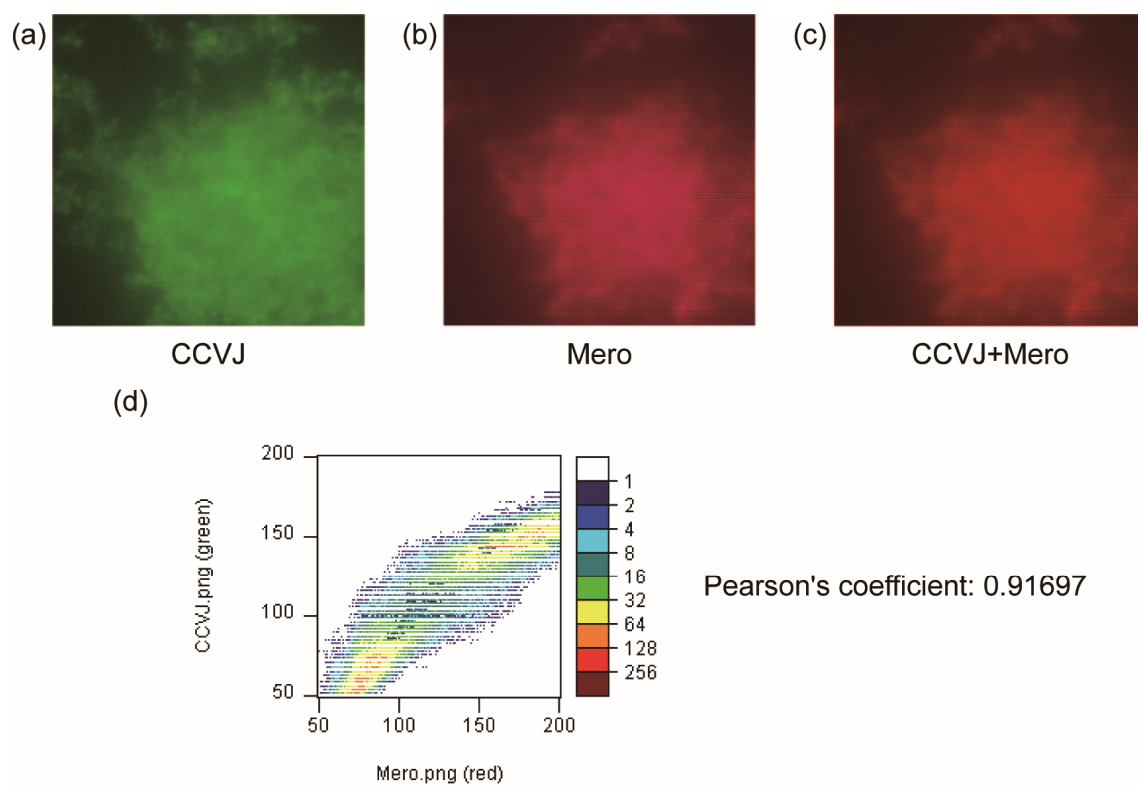 (a)
(b)
(c)
CCVJ
Mero
CCVJ+Mero
(d)
200
150
100
50
CCVJ.png (green)
50
100
150
200
Mero.png (red)
1
2
4
8
16
32
64
128
256
Pearson's coefficient: 0.91697